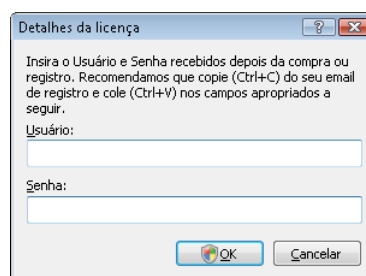 Detalhes da licença
Insira o Usuário e Senha recebidos depois da compra ou
registro. Recomendamos que copie (Ctrl+C) do seu email
de registro e cole (Ctrl+V) nos campos apropriados a
seguir.
Usuário:
Senha:
OK Cancelar